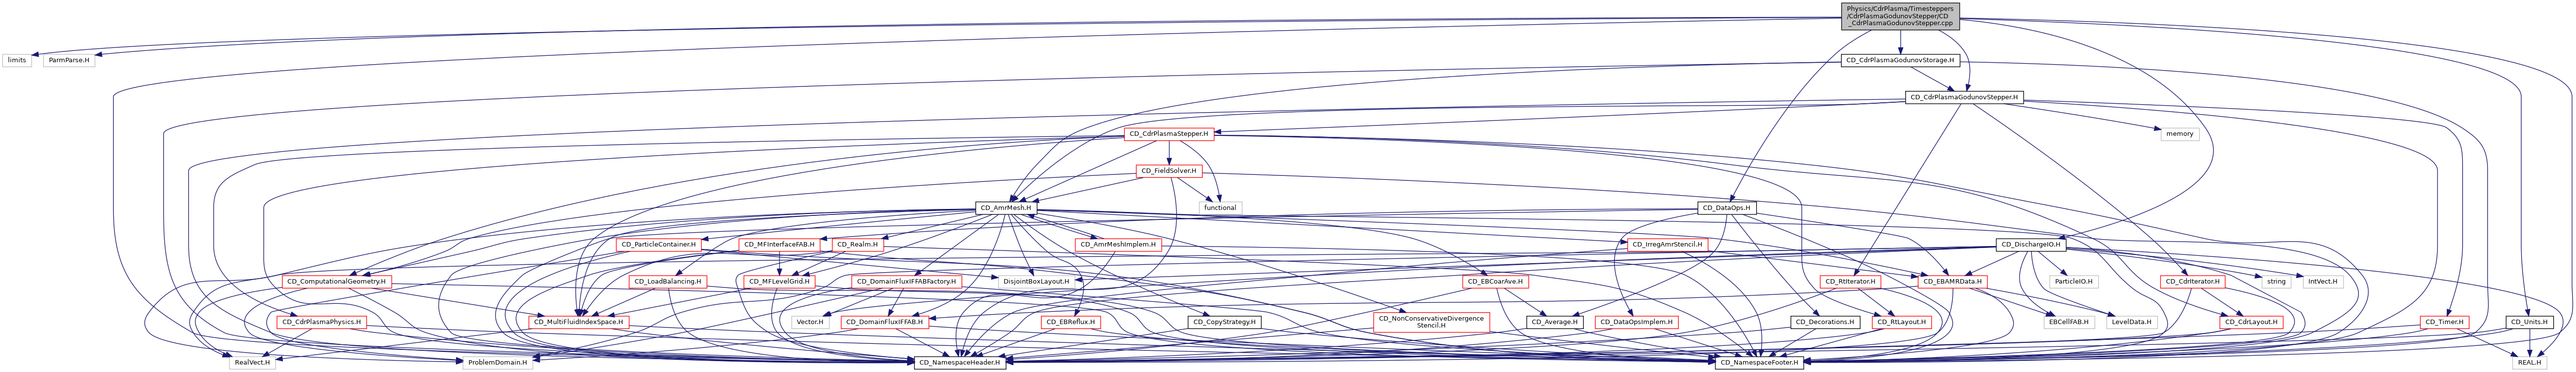 Physics/CdrPlasma/Timesteppers
/CdrPlasmaGodunovStepper/CD
_CdrPlasmaGodunovStepper.cpp
limits
ParmParse.H
CD_CdrPlasmaGodunovStorage.H
CD_CdrPlasmaGodunovStepper.H
CD_CdrPlasmaStepper.H
memory
CD_FieldSolver.H
CD_AmrMesh.H
functional
CD_DataOps.H
CD_ParticleContainer.H
CD_MFInterfaceFAB.H
CD_Realm.H
CD_AmrMeshImplem.H
CD_IrregAmrStencil.H
CD_DischargeIO.H
CD_ComputationalGeometry.H
CD_LoadBalancing.H
CD_MFLevelGrid.H
CD_DomainFluxIFFABFactory.H
DisjointBoxLayout.H
CD_EBCoarAve.H
CD_RtIterator.H
CD_EBAMRData.H
ParticleIO.H
CD_CdrIterator.H
string
IntVect.H
CD_CdrPlasmaPhysics.H
CD_MultiFluidIndexSpace.H
Vector.H
CD_DomainFluxIFFAB.H
CD_EBReflux.H
CD_CopyStrategy.H
CD_NonConservativeDivergence
Stencil.H
CD_Average.H
CD_DataOpsImplem.H
CD_Decorations.H
CD_RtLayout.H
EBCellFAB.H
LevelData.H
CD_CdrLayout.H
CD_Timer.H
CD_Units.H
RealVect.H
ProblemDomain.H
CD_NamespaceHeader.H
CD_NamespaceFooter.H
REAL.H